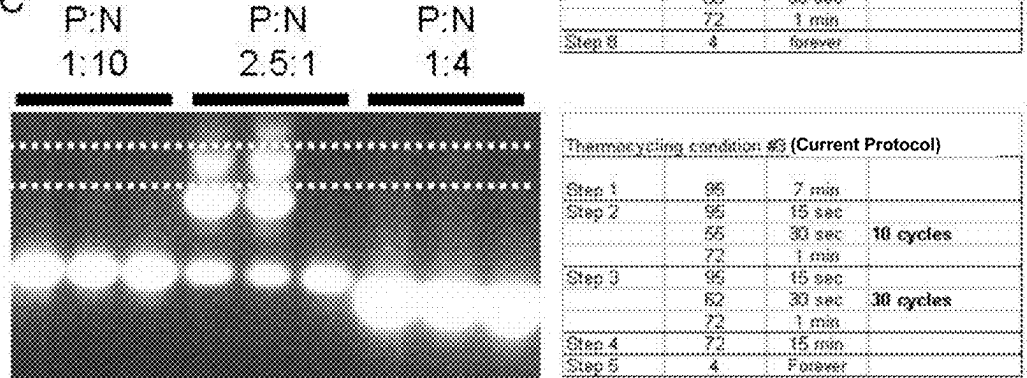 C
P:N P:N P:N
1:10 2.5:1 1:4
72 1 min
Step 8 4 forever
Thermocycling condition #3 (Current Protocol)
Step 1 95 7 min
Step 2 95 15 sec
55 30 sec 10 cycles
72 1 min
Step 3 95 15 sec
62 30 sec 30 cycles
72 1 min
Step 4 72 15 min
Step 5 4 Forever